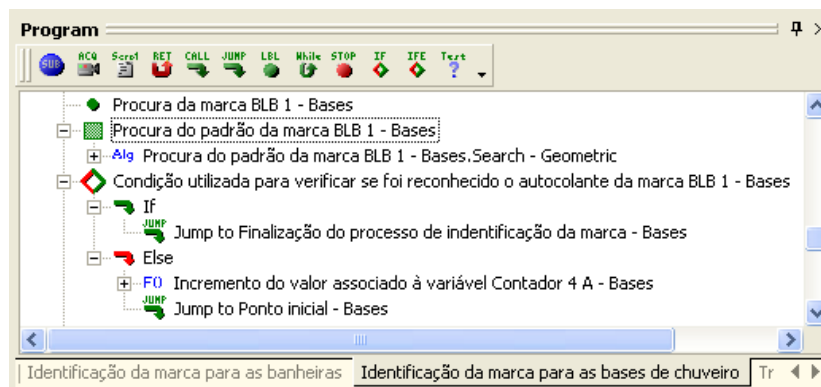 Program
SUB ACQ Script RET CALL JUMP LBL While STOP IF IFE Test
Procura da marca BLB 1 - Bases
Procura do padrão da marca BLB 1 - Bases
Alg Procura do padrão da marca BLB 1 - Bases.Search - Geometric
Condição utilizada para verificar se foi reconhecido o autocolante da marca BLB 1 - Bases
If
JUMP Jump to Finalização do processo de indentificação da marca - Bases
Else
F() Incremento do valor associado à variável Contador 4 A - Bases
JUMP Jump to Ponto inicial - Bases
Identificação da marca para as banheiras Identificação da marca para as bases de chuveiro Tr